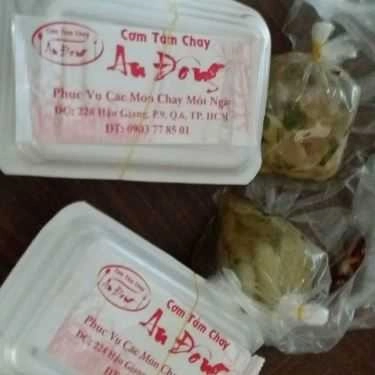 Cơm Tấm Chay
An Đông
Cơm Tấm Chay
An Đông
Phục Vụ Các Món Chay Mỗi Ngày
ĐC: 224 Hậu Giang, P.9, Q.6, TP. HCM
ĐT: 0903 77 85 01
Cơm Tấm Chay
An Đông
Cơm Tấm Chay
An Đông
Phục Vụ Các Món Chay
ĐC: 224 Hậu Giang
ĐT: 0903